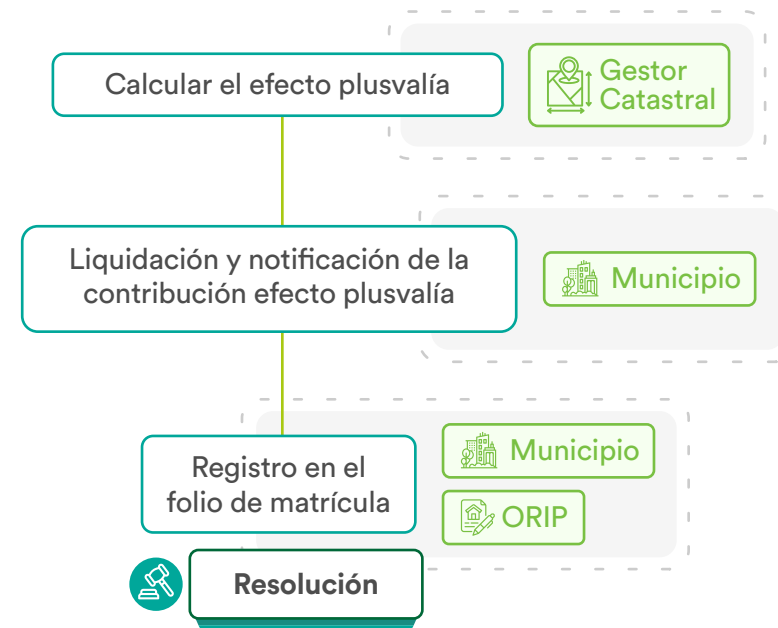 Calcular el efecto plusvalía
Gestor
Catastral
Liquidación y notificación de la
contribución efecto plusvalía
Municipio
Registro en el
folio de matrícula
Municipio
ORIP
Resolución